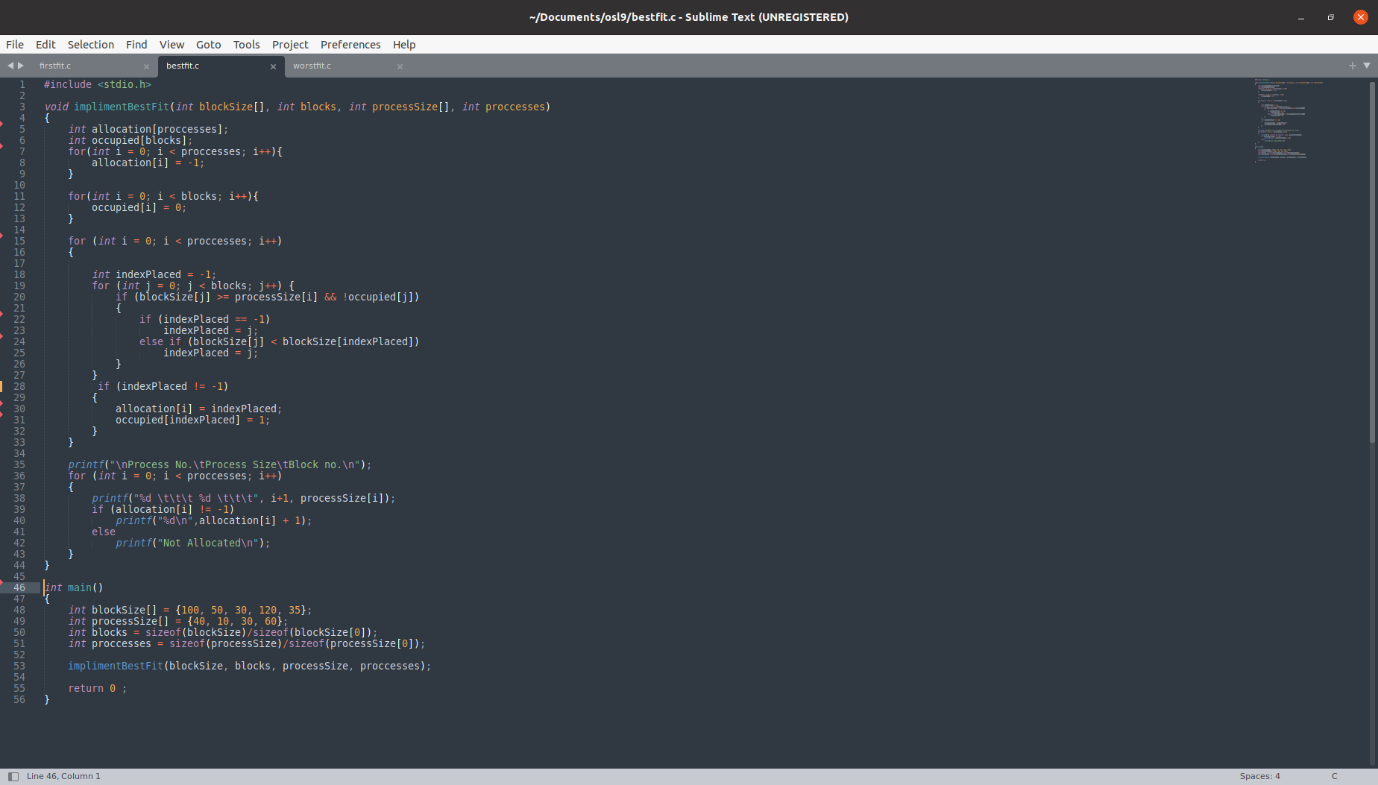 ~/Documents/osl9/bestfit.c - Sublime Text (UNREGISTERED)
File Edit Selection Find View Goto Tools Project Preferences Help
firstfit.c bestfit.c worstfit.c
1 #include <stdio.h>
2
3 void implimentBestFit(int blockSize[], int blocks, int processSize[], int proccesses)
4 {
5 int allocation[proccesses];
6 int occupied[blocks];
7 for(int i = 0; i < proccesses; i++){
8 allocation[i] = -1;
9 }
10
11 for(int i = 0; i < blocks; i++){
12 occupied[i] = 0;
13 }
14
15 for (int i = 0; i < proccesses; i++)
16 {
17
18 int indexPlaced = -1;
19 for (int j = 0; j < blocks; j++) {
20 if (blockSize[j] >= processSize[i] && !occupied[j])
21 {
22 if (indexPlaced == -1)
23 indexPlaced = j;
24 else if (blockSize[j] < blockSize[indexPlaced])
25 indexPlaced = j;
26 }
27 }
28 if (indexPlaced != -1)
29 {
30 allocation[i] = indexPlaced;
31 occupied[indexPlaced] = 1;
32 }
33 }
34
35 printf("\nProcess No.\tProcess Size\tBlock no.\n");
36 for (int i = 0; i < proccesses; i++)
37 {
38 printf("%d \t\t\t %d \t\t\t", i+1, processSize[i]);
39 if (allocation[i] != -1)
40 printf("%d\n",allocation[i] + 1);
41 else
42 printf("Not Allocated\n");
43 }
44 }
45
46 int main()
47 {
48 int blockSize[] = {100, 50, 30, 120, 35};
49 int processSize[] = {40, 10, 30, 60};
50 int blocks = sizeof(blockSize)/sizeof(blockSize[0]);
51 int proccesses = sizeof(processSize)/sizeof(processSize[0]);
52
53 implimentBestFit(blockSize, blocks, processSize, proccesses);
54
55 return 0 ;
56 }
Line 46, Column 1 Spaces: 4 C